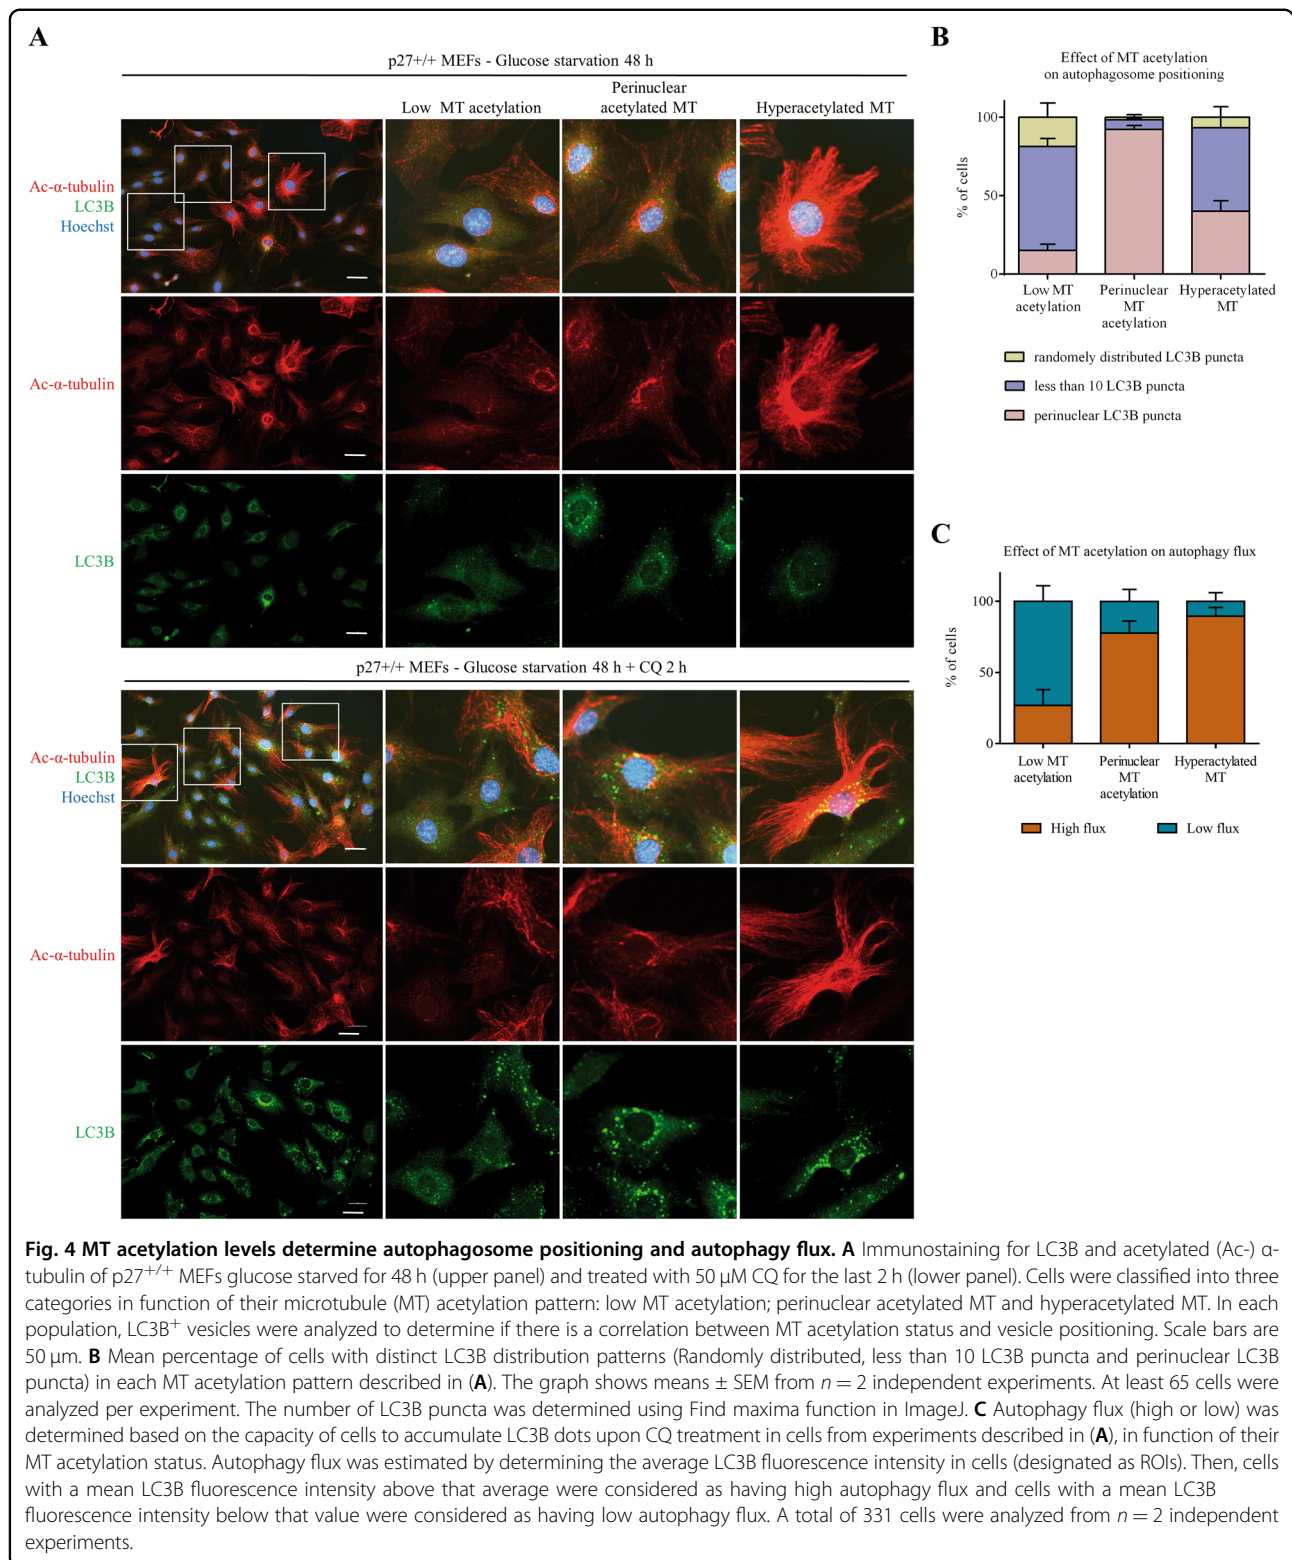 A
p27+/+ MEFs - Glucose starvation 48 h
Low MT acetylation
Perinuclear
acetylated MT
Hyperacetylated MT
Ac-α-tubulin
LC3B
Hoechst
Ac-α-tubulin
LC3B
p27+/+ MEFs - Glucose starvation 48 h + CQ 2 h
Ac-α-tubulin
LC3B
Hoechst
Ac-α-tubulin
LC3B
B
Effect of MT acetylation
on autophagosome positioning
% of cells
100
50
0
Low MT
acetylation
Perinuclear
MT
acetylation
Hyperacetylated
MT
randomely distributed LC3B puncta
less than 10 LC3B puncta
perinuclear LC3B puncta
C
Effect of MT acetylation on autophagy flux
% of cells
100
50
0
Low MT
acetylation
Perinuclear
MT
acetylation
Hyperactylated
MT
High flux
Low flux
Fig. 4 MT acetylation levels determine autophagosome positioning and autophagy flux. A Immunostaining for LC3B and acetylated (Ac-) α-
tubulin of p27+/+ MEFs glucose starved for 48 h (upper panel) and treated with 50 µM CQ for the last 2 h (lower panel). Cells were classified into three
categories in function of their microtubule (MT) acetylation pattern: low MT acetylation; perinuclear acetylated MT and hyperacetylated MT. In each
population, LC3B+ vesicles were analyzed to determine if there is a correlation between MT acetylation status and vesicle positioning. Scale bars are
50 µm. B Mean percentage of cells with distinct LC3B distribution patterns (Randomly distributed, less than 10 LC3B puncta and perinuclear LC3B
puncta) in each MT acetylation pattern described in (A). The graph shows means ± SEM from n = 2 independent experiments. At least 65 cells were
analyzed per experiment. The number of LC3B puncta was determined using Find maxima function in ImageJ. C Autophagy flux (high or low) was
determined based on the capacity of cells to accumulate LC3B dots upon CQ treatment in cells from experiments described in (A), in function of their
MT acetylation status. Autophagy flux was estimated by determining the average LC3B fluorescence intensity in cells (designated as ROIs). Then, cells
with a mean LC3B fluorescence intensity above that average were considered as having high autophagy flux and cells with a mean LC3B
fluorescence intensity below that value were considered as having low autophagy flux. A total of 331 cells were analyzed from n = 2 independent
experiments.